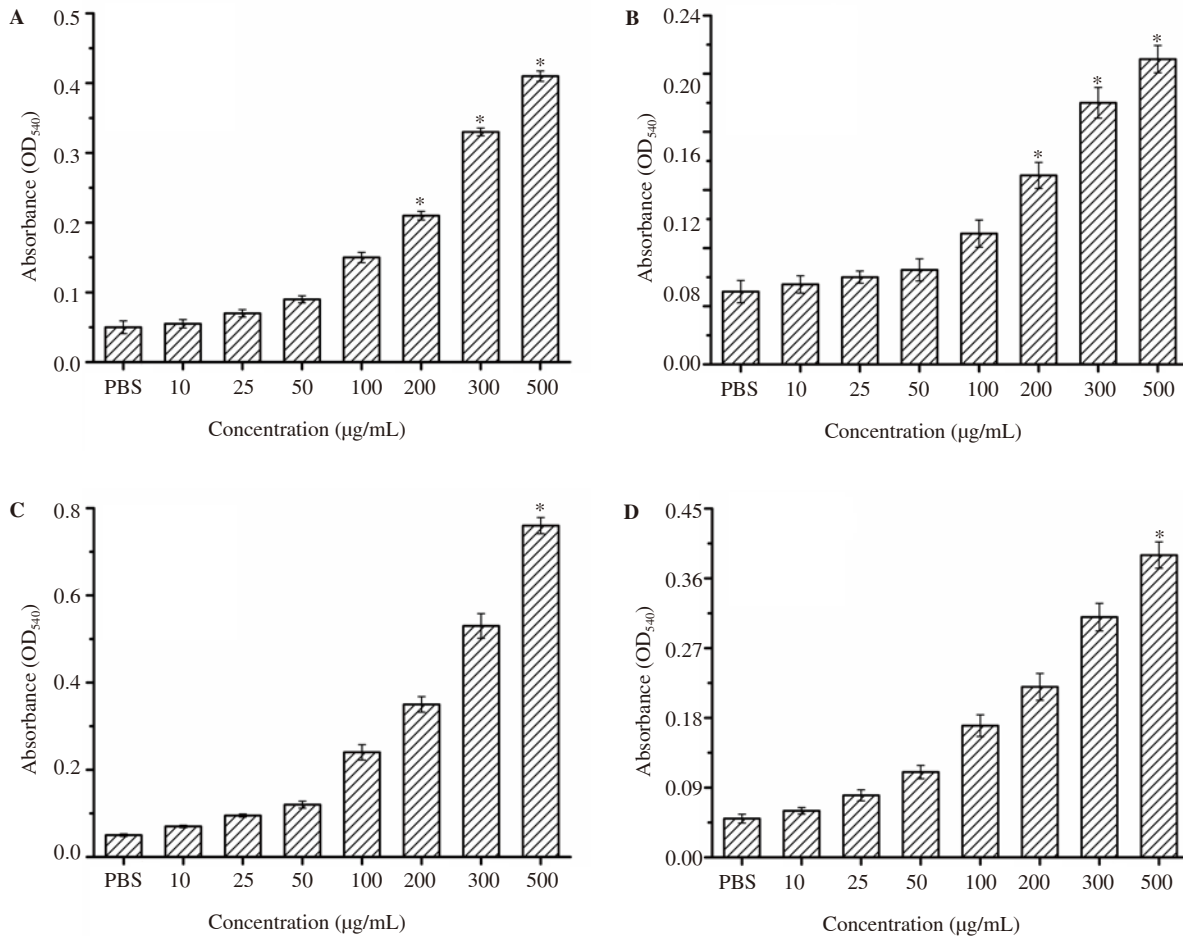 A
0.5
0.4
0.3
0.2
0.1
0.0
Absorbance (OD540)
* * *
PBS 10 25 50 100 200 300 500
Concentration (µg/mL)
B
0.24
0.20
0.16
0.12
0.08
0.00
Absorbance (OD540)
* * *
PBS 10 25 50 100 200 300 500
Concentration (µg/mL)
C
0.8
0.6
0.4
0.2
0.0
Absorbance (OD540)
*
PBS 10 25 50 100 200 300 500
Concentration (µg/mL)
D
0.45
0.36
0.27
0.18
0.09
0.00
Absorbance (OD540)
*
PBS 10 25 50 100 200 300 500
Concentration (µg/mL)